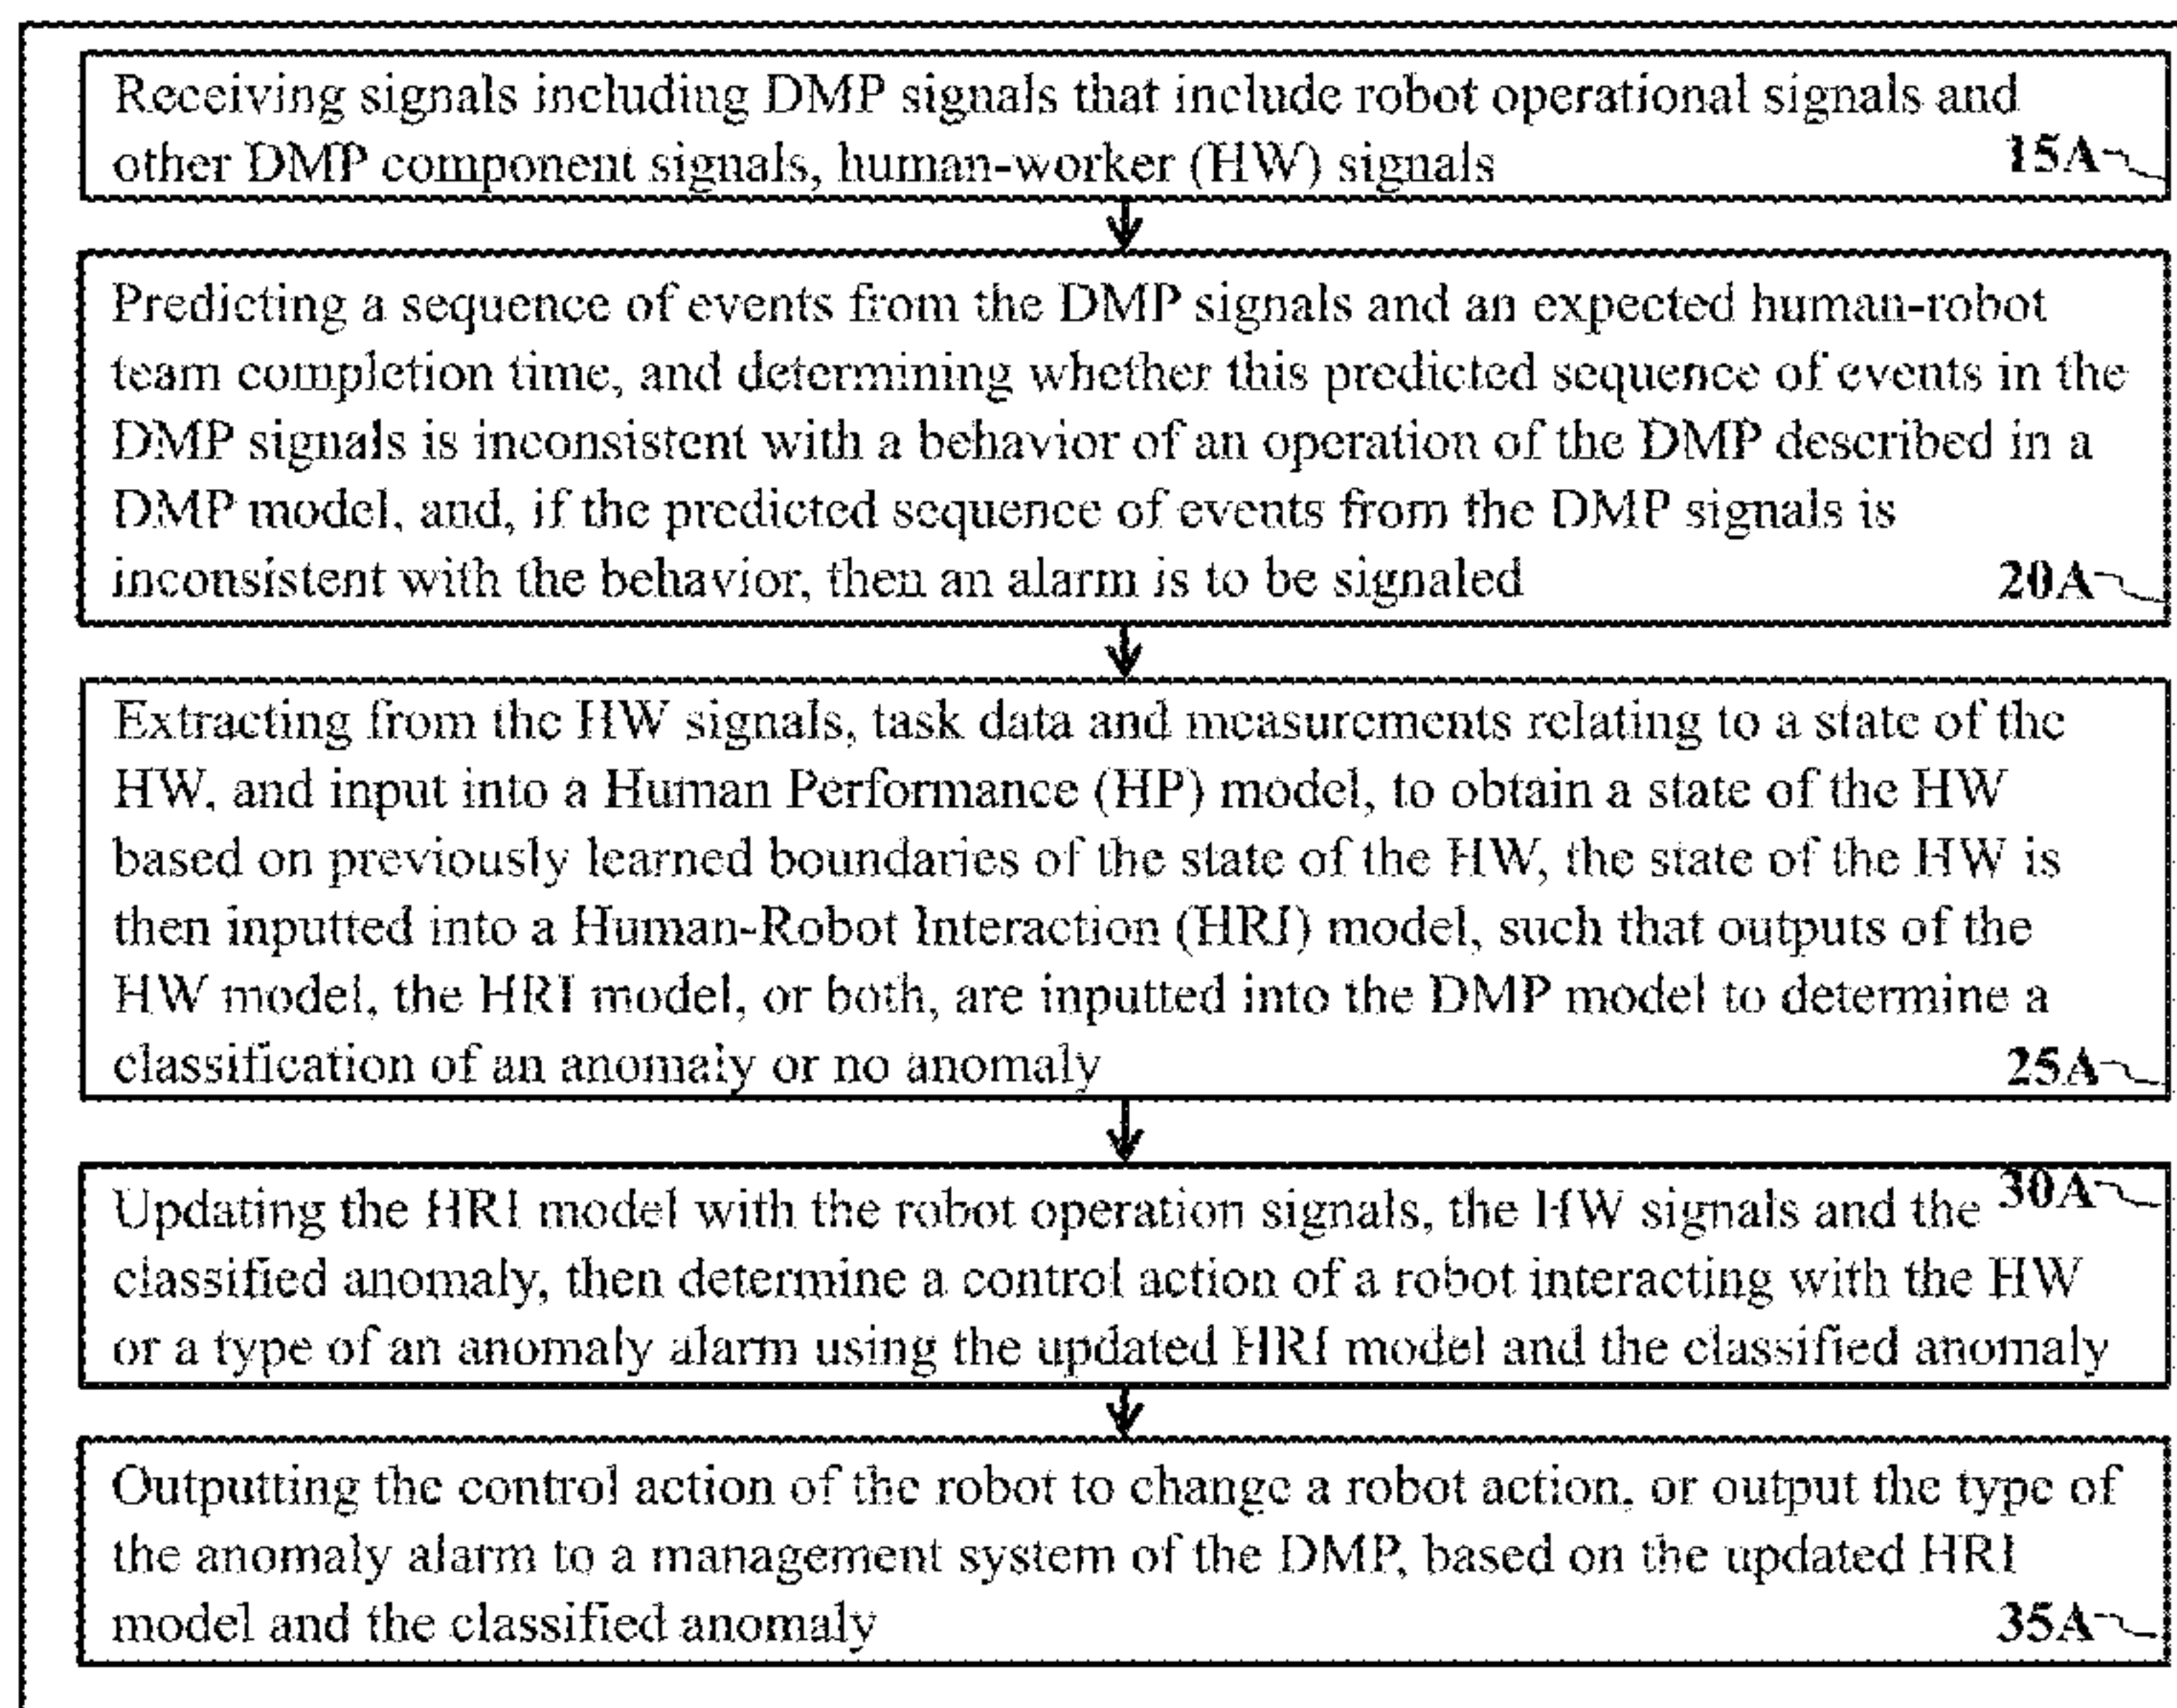 Receiving signals including DMP signals that include robot operational signals and
other DMP component signals, human-worker (HW) signals 15A
Predicting a sequence of events from the DMP signals and an expected human-robot
team completion time, and determining whether this predicted sequence of events in the
DMP signals is inconsistent with a behavior of an operation of the DMP described in a
DMP model, and, if the predicted sequence of events from the DMP signals is
inconsistent with the behavior, then an alarm is to be signaled 20A
Extracting from the HW signals, task data and measurements relating to a state of the
HW, and input into a Human Performance (HP) model, to obtain a state of the HW
based on previously learned boundaries of the state of the HW, the state of the HW is
then inputted into a Human-Robot Interaction (HRI) model, such that outputs of the
HW model, the HRI model, or both, are inputted into the DMP model to determine a
classification of an anomaly or no anomaly 25A
Updating the HRI model with the robot operation signals, the HW signals and the 30A
classified anomaly, then determine a control action of a robot interacting with the HW
or a type of an anomaly alarm using the updated HRI model and the classified anomaly
Outputting the control action of the robot to change a robot action, or output the type of
the anomaly alarm to a management system of the DMP, based on the updated HRI
model and the classified anomaly 35A